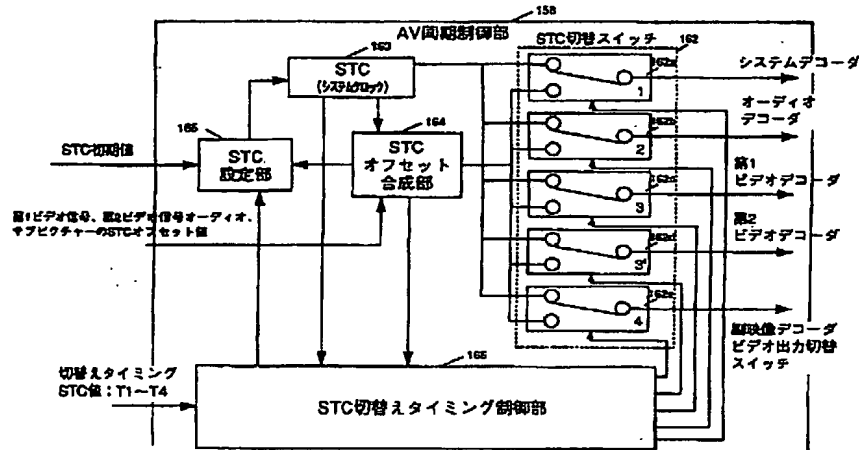 158
AV同期制御部
STC切替スイッチ
162
163
STC
(システムクロック)
162a
1
システムデコーダ
オーディオ
デコーダ
165
STC
設定部
STC初期値
164
STC
オフセット
合成部
162b
2
162c
3
第1
ビデオデコーダ
第1ビデオ信号、第2ビデオ信号オーディオ、
サブピクチャーのSTCオフセット値
3'
第2
ビデオデコーダ
162e
4
副映像デコーダ
ビデオ出力切替
スイッチ
切替えタイミング
STC値:T1~T4
166
STC切替えタイミング制御部